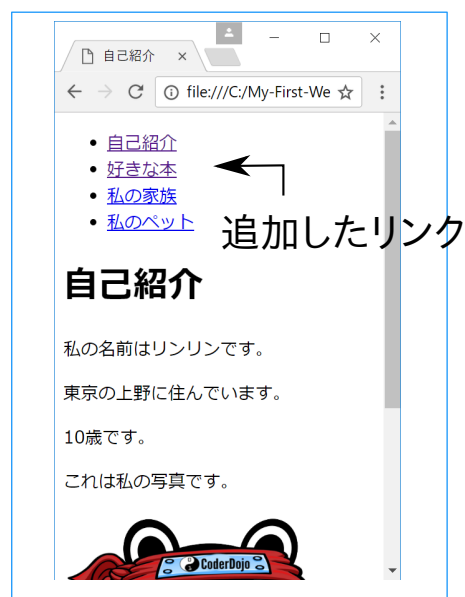 自己紹介
file:///C:/My-First-We
自己紹介
好きな本
私の家族
私のペット
追加したリンク
自己紹介
私の名前はリンリンです。
東京の上野に住んでいます。
10歳です。
これは私の写真です。
CoderDojo